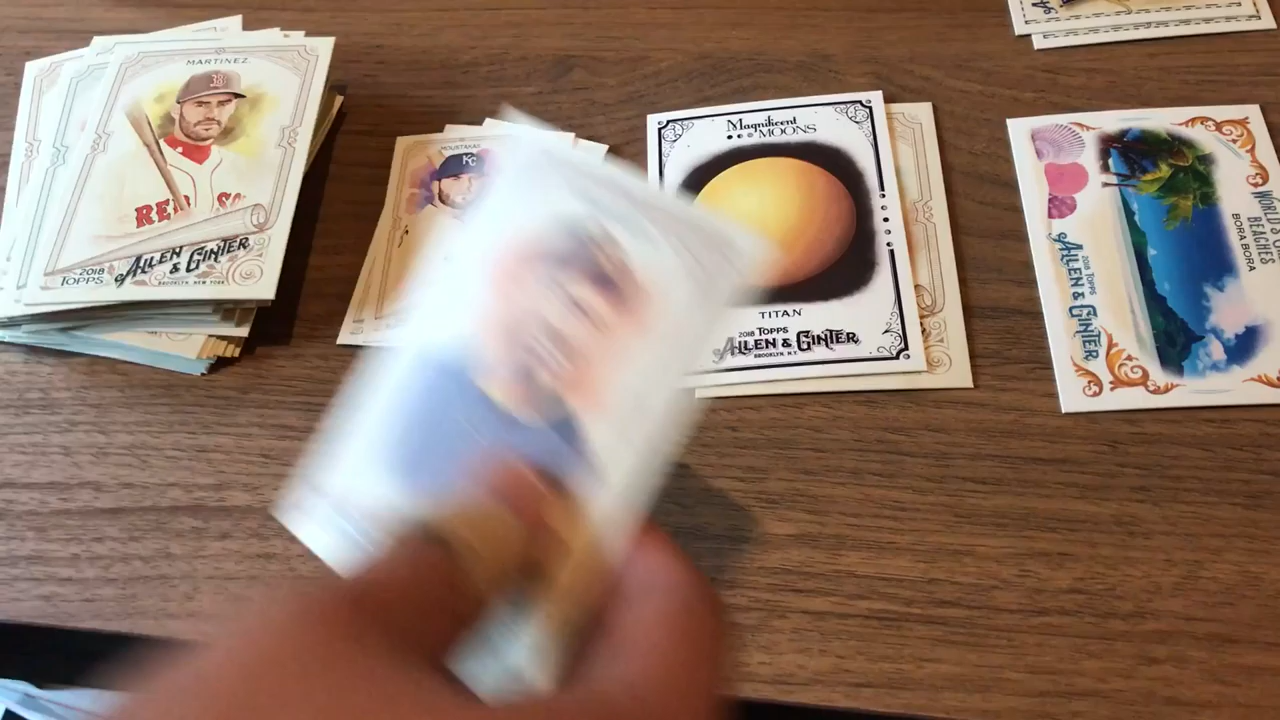 MARTINEZ
RED SO
2018
TOPPS
ALLEN
& GINTER
BROOKLYN, NEW YORK
MOUSTAKAS
KC
Magnificent
MOONS
TITAN
2018 TOPPS
ALLEN & GINTER
BROOKLYN, N.Y.
WORLD'S
BEACHES
BORA BORA
2018 TOPPS
ALLEN & GINTER